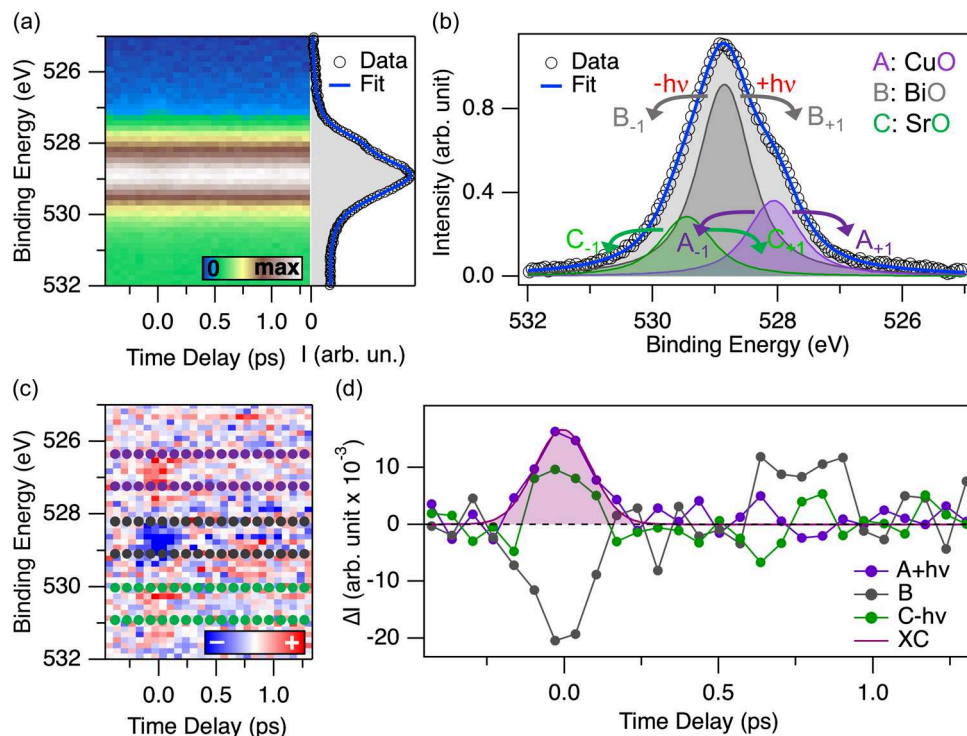 (a)
Binding Energy (eV)
526
528
530
532
0.0
0.5
1.0
0
Time Delay (ps)
I (arb. un.)
0 max
Data
Fit
(b)
Intensity (arb. unit)
0.8
0.4
0.0
Data
Fit
-hν +hν
B-1
B+1
A: CuO
B: BiO
C: SrO
C-1
A-1
C+1
A+1
532
530
528
526
Binding Energy (eV)
(c)
Binding Energy (eV)
526
528
530
532
− +
0.0
0.5
1.0
Time Delay (ps)
(d)
ΔI (arb. unit x 10-3)
10
0
-10
-20
A+hν
B
C-hν
XC
0.0
0.5
1.0
Time Delay (ps)